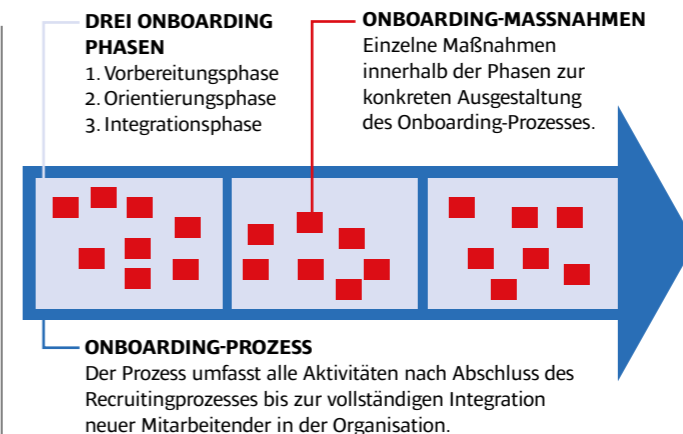 DREI ONBOARDING
PHASEN
1. Vorbereitungsphase
2. Orientierungsphase
3. Integrationsphase
ONBOARDING-MASSNAHMEN
Einzelne Maßnahmen
innerhalb der Phasen zur
konkreten Ausgestaltung
des Onboarding-Prozesses.
ONBOARDING-PROZESS
Der Prozess umfasst alle Aktivitäten nach Abschluss des
Recruitingprozesses bis zur vollständigen Integration
neuer Mitarbeitender in der Organisation.